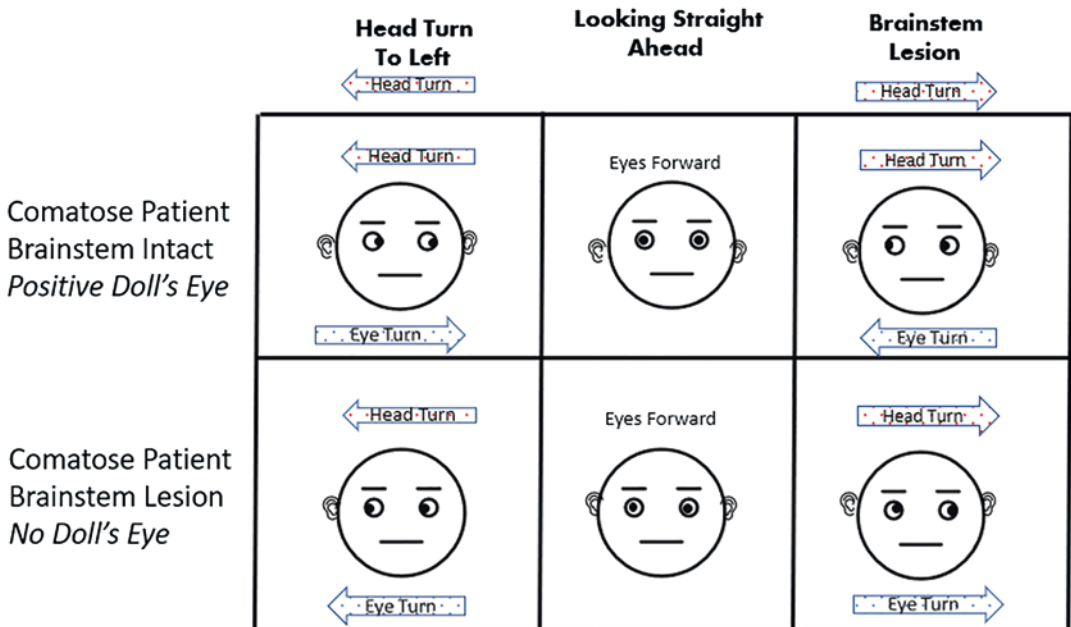 Head Turn
To Left
Looking Straight
Ahead
Brainstem
Lesion
Head Turn
Head Turn
Comatose Patient
Brainstem Intact
Positive Doll's Eye
Head Turn
Eyes Forward
Head Turn
Eye Turn
Eye Turn
Comatose Patient
Brainstem Lesion
No Doll's Eye
Head Turn
Eyes Forward
Head Turn
Eye Turn
Eye Turn